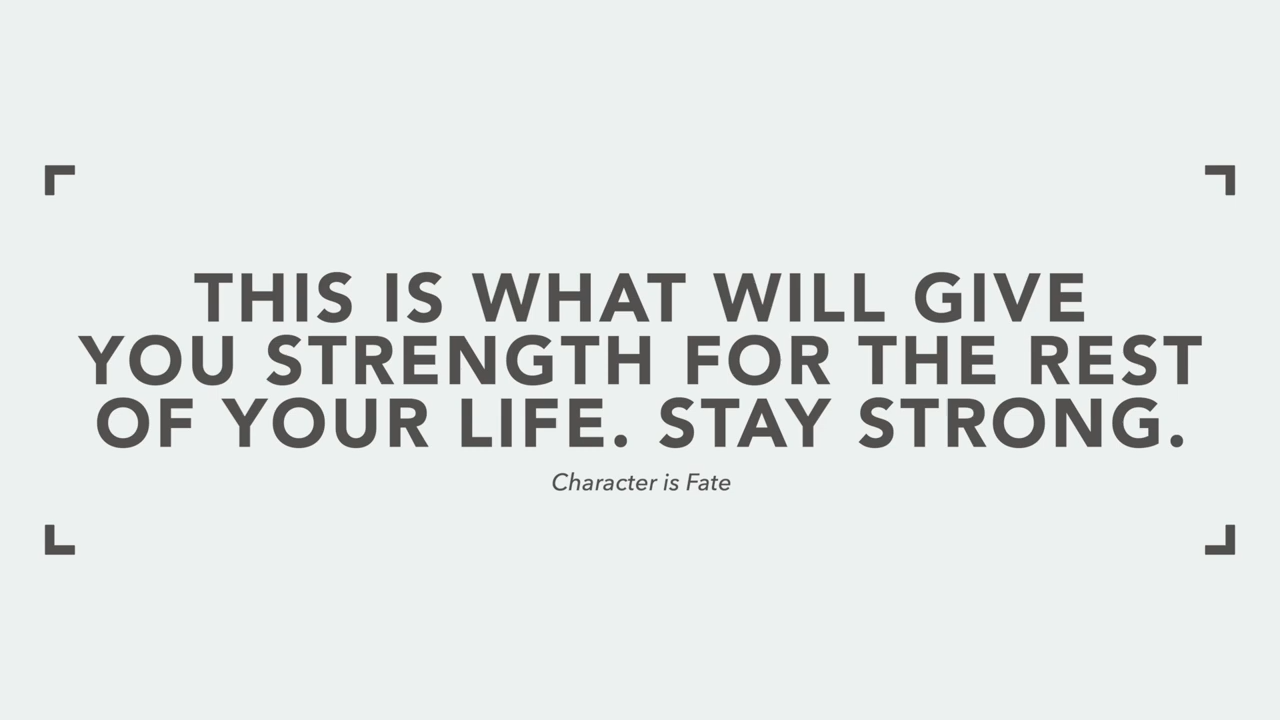 THIS IS WHAT WILL GIVE
YOU STRENGTH FOR THE REST
OF YOUR LIFE. STAY STRONG.
Character is Fate